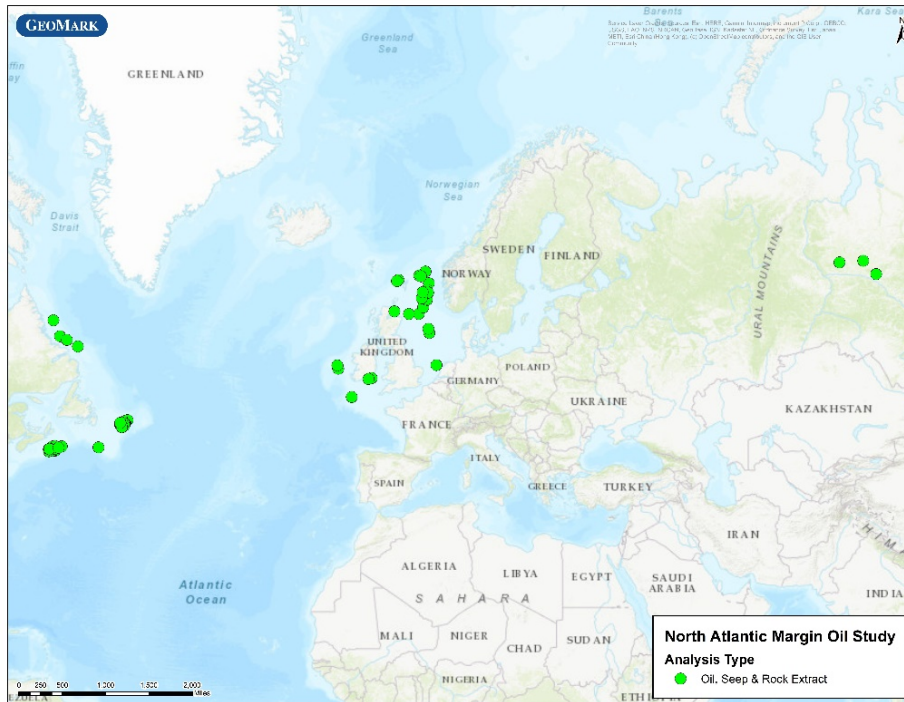 GEOMARK
Barents
Sea
Kara Sea
Greenland
Sea
GREENLAND
Davis
Strait
Norwegian
Sea
SWEDEN
FINLAND
NORWAY
URAL MOUNTAINS
UNITED
KINGDOM
POLAND
GERMANY
UKRAINE
KAZAKHSTAN
FRANCE
ITALY
SPAIN
GREECE
TURKEY
IRAN
ALGERIA
LIBYA
EGYPT
SAUDI
ARABIA
INDIA
Atlantic
Ocean
SAHARA
MALI
NIGER
CHAD
SUDAN
NIGERIA
North Atlantic Margin Oil Study
Analysis Type
Oil, Seep & Rock Extract
0 250 500 1,000 1,500 2,000
Miles